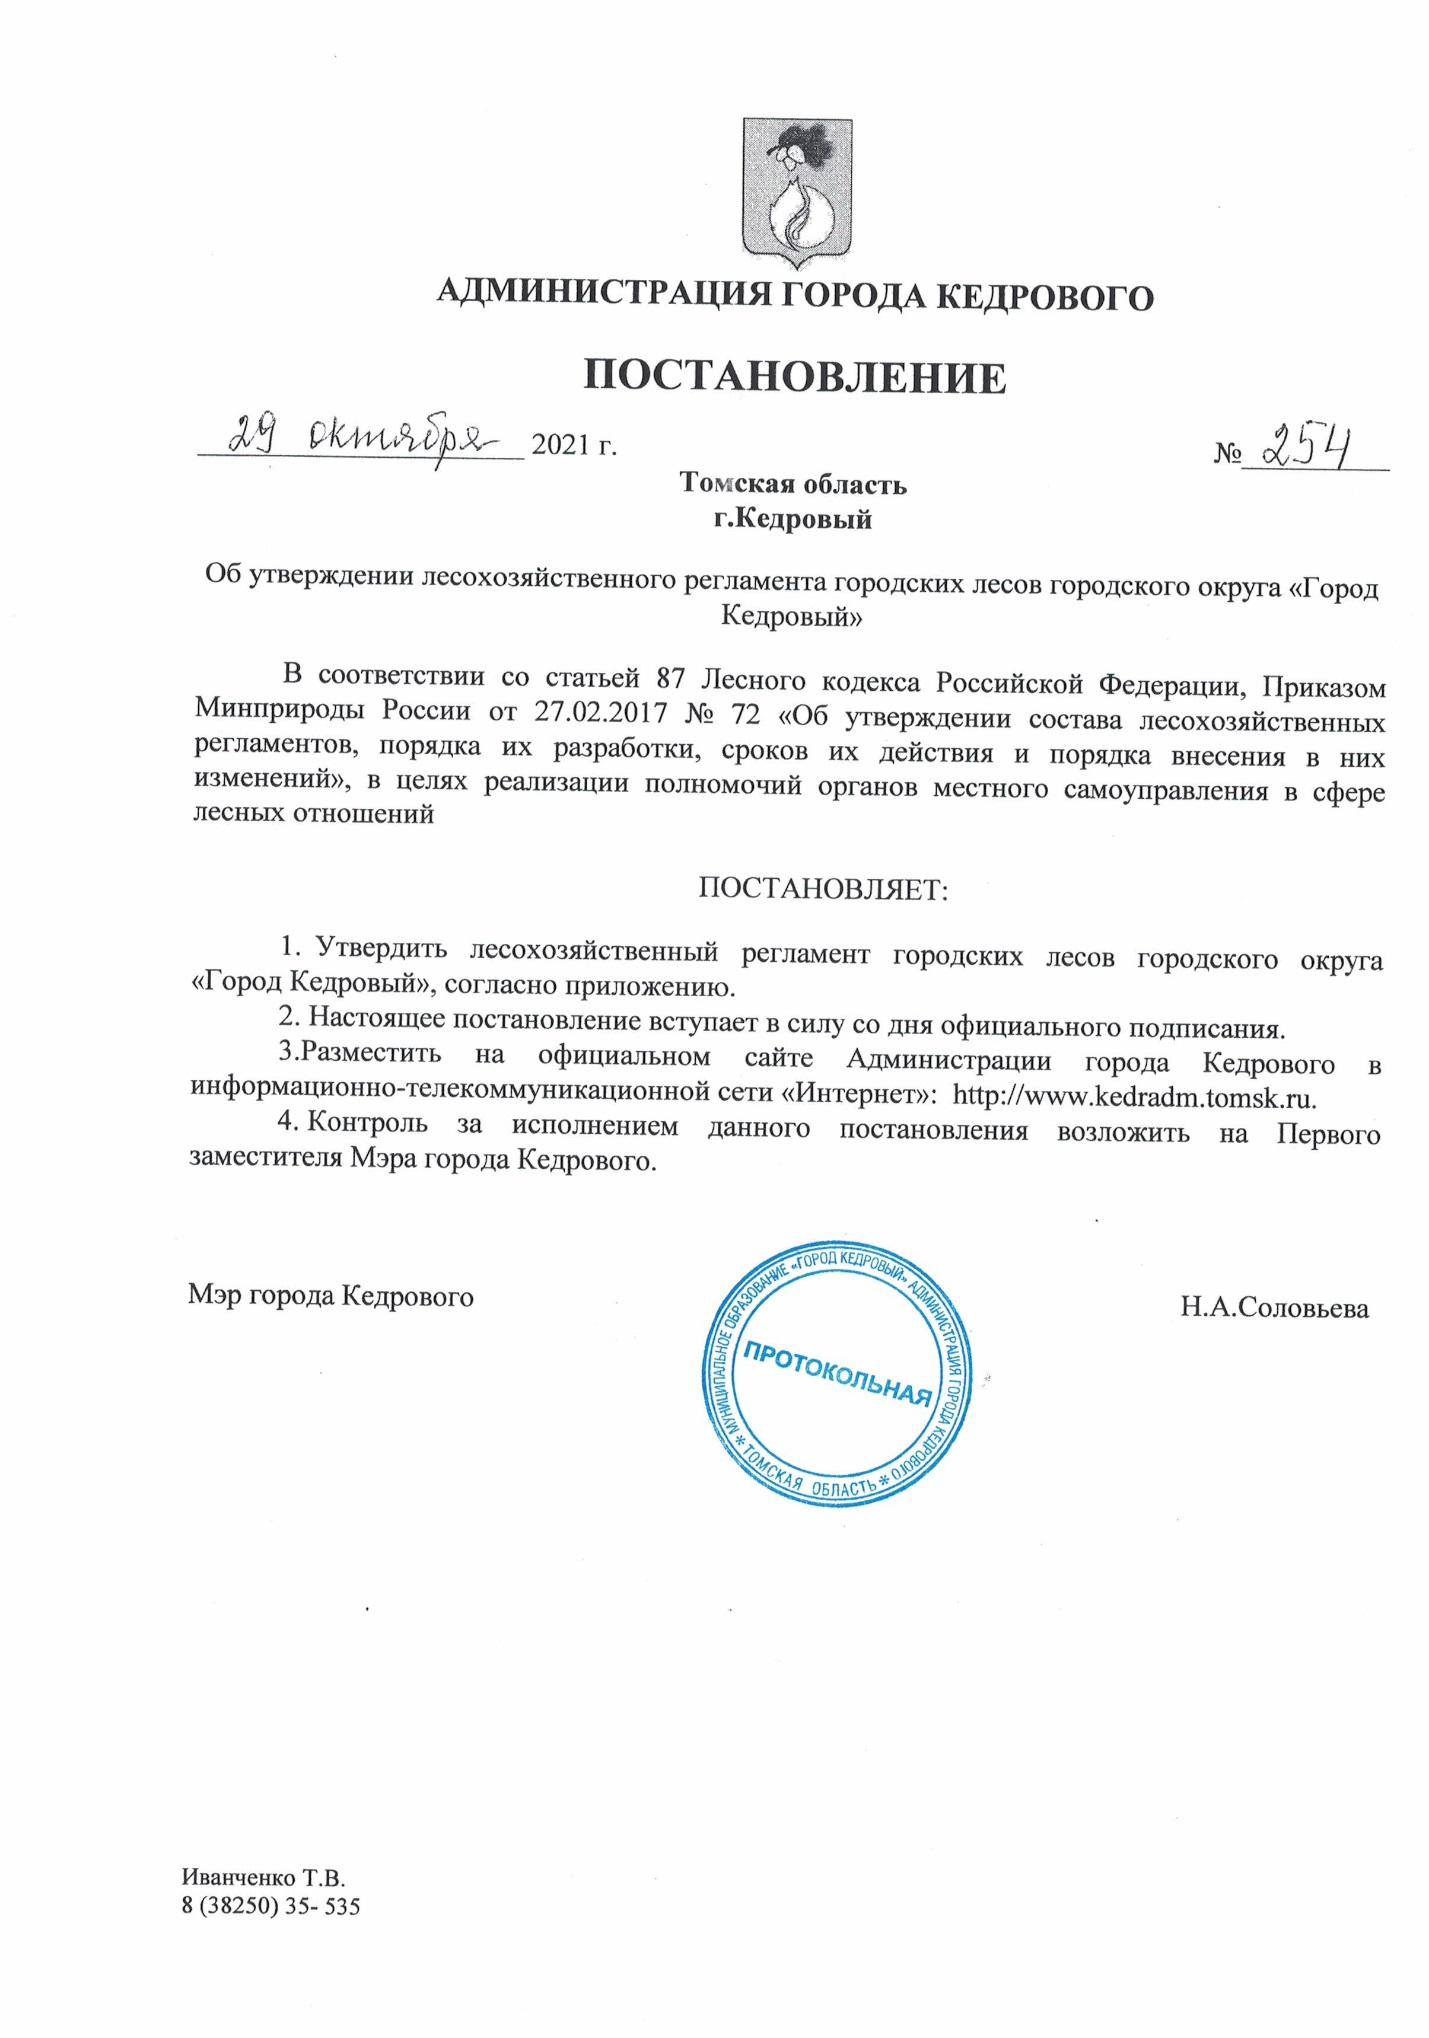 АДМИНИСТРАЦИЯ ГОРОДА КЕДРОВОГО
ПОСТАНОВЛЕНИЕ
29 октября 2021 г. № 254
Томская область
г.Кедровый
Об утверждении лесохозяйственного регламента городских лесов городского округа «Город
Кедровый»
В соответствии со статьей 87 Лесного кодекса Российской Федерации, Приказом
Минприроды России от 27.02.2017 № 72 «Об утверждении состава лесохозяйственных
регламентов, порядка их разработки, сроков их действия и порядка внесения в них
изменений», в целях реализации полномочий органов местного самоуправления в сфере
лесных отношений
ПОСТАНОВЛЯЕТ:
1. Утвердить лесохозяйственный регламент городских лесов городского округа
«Город Кедровый», согласно приложению.
2. Настоящее постановление вступает в силу со дня официального подписания.
3.Разместить на официальном сайте Администрации города Кедрового в
информационно-телекоммуникационной сети «Интернет»: http://www.kedradm.tomsk.ru.
4. Контроль за исполнением данного постановления возложить на Первого
заместителя Мэра города Кедрового.
Мэр города Кедрового Н.А.Соловьева
МУНИЦИПАЛЬНОЕ ОБРАЗОВАНИЕ «ГОРОД КЕДРОВЫЙ» АДМИНИСТРАЦИЯ ГОРОДА КЕДРОВОГО
* ТОМСКАЯ ОБЛАСТЬ *
ПРОТОКОЛЬНАЯ
Иванченко Т.В.
8 (38250) 35- 535